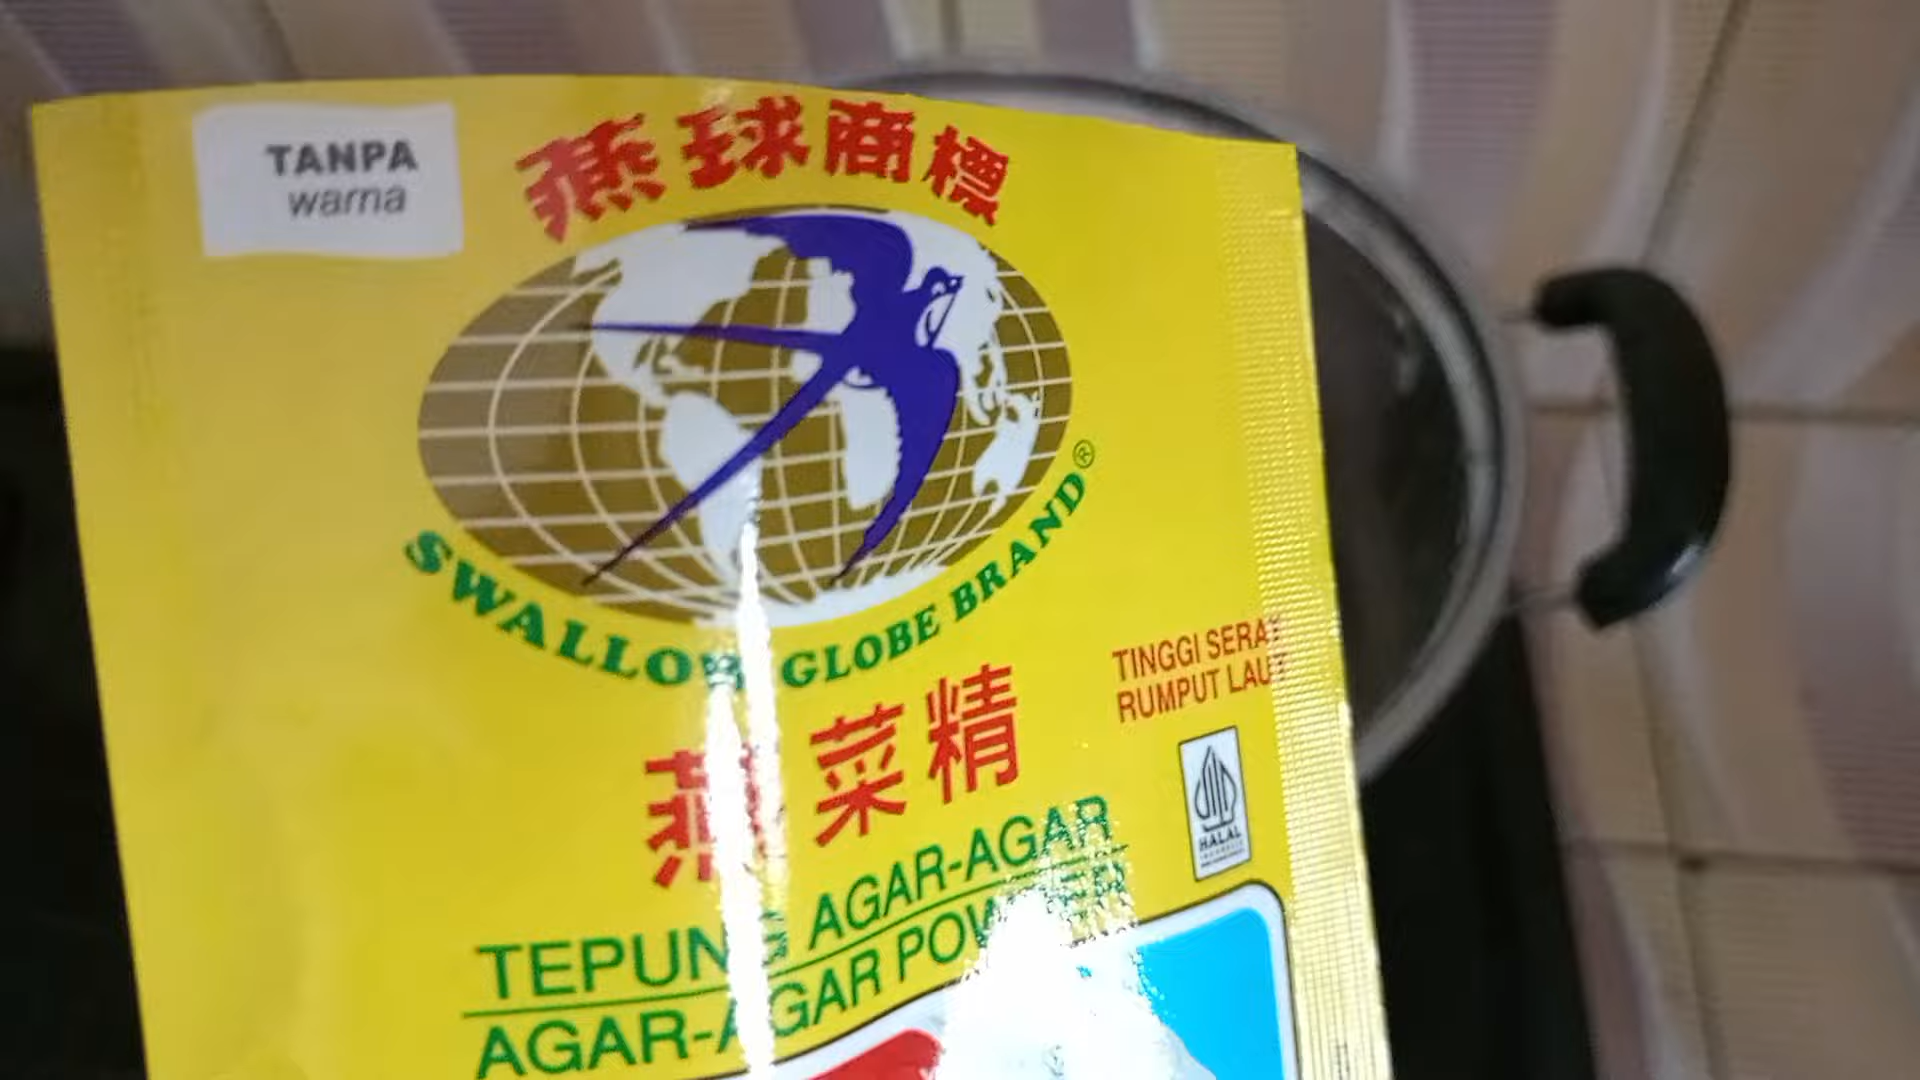 TANPA
warna
燕球商標
SWALLOW GLOBE BRAND®
TINGGI SERAT
RUMPUT LAUT
燕菜精
HALAL
INDONESIA
TEPUNG AGAR-AGAR
AGAR-AGAR POWDER